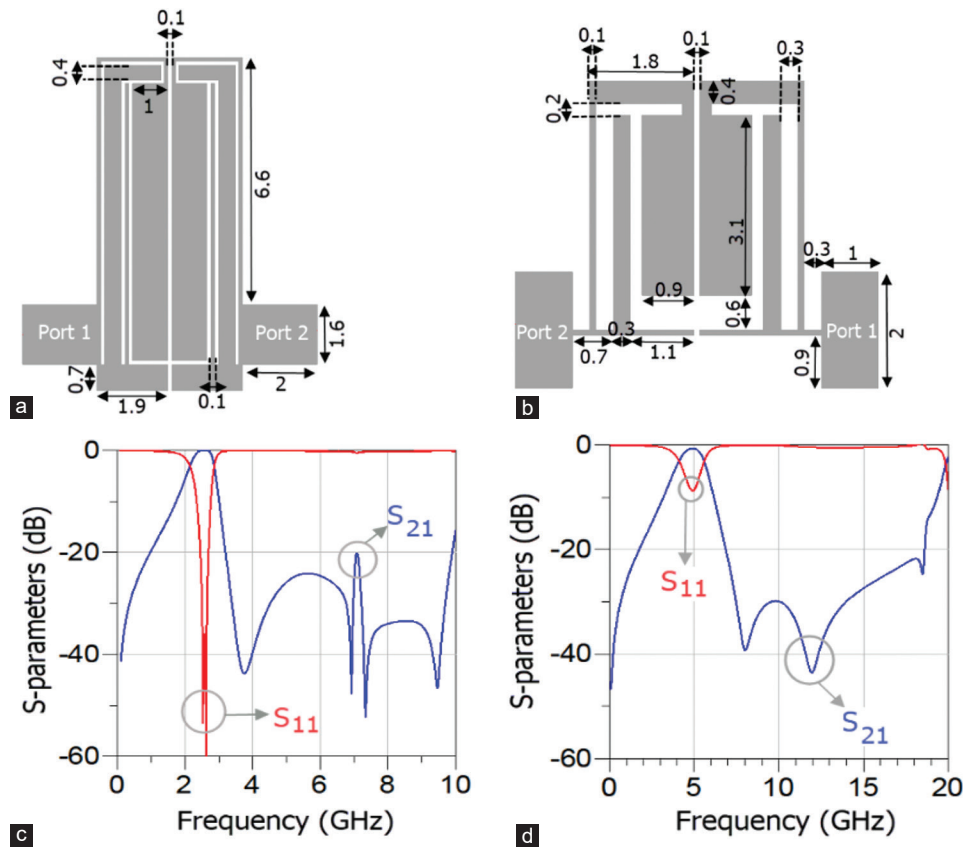 0.1
0.4
1
6.6
Port 1
Port 2
1.6
0.7
1.9
0.1
2
a
0.1
0.1
0.3
1.8
0.4
0.2
3.1
0.9
0.6
0.3
1
Port 2
Port 1
2
0.7
0.3
1.1
0.9
b
0
-20
-40
-60
S-parameters (dB)
S21
S11
0
2
4
6
8
10
Frequency (GHz)
c
0
-20
-40
-60
S-parameters (dB)
S11
S21
0
5
10
15
20
Frequency (GHz)
d